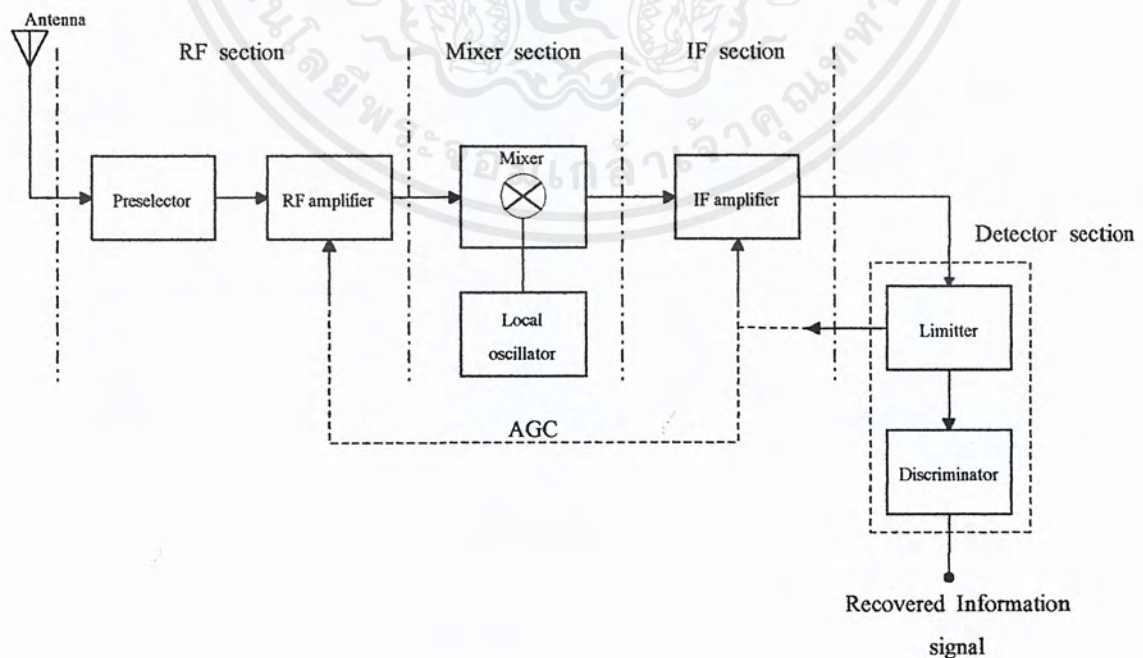 Antenna
RF section
Mixer section
IF section
Preselector
RF amplifier
Mixer
IF amplifier
Local
oscillator
Detector section
Limitter
Discriminator
AGC
Recovered Information
signal